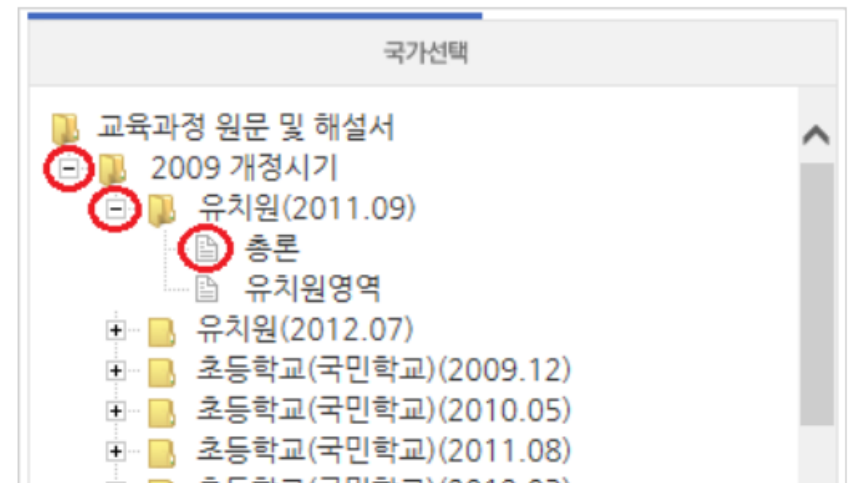 국가선택
교육과정 원문 및 해설서
2009 개정시기
유치원(2011.09)
총론
유치원영역
유치원(2012.07)
초등학교(국민학교)(2009.12)
초등학교(국민학교)(2010.05)
초등학교(국민학교)(2011.08)